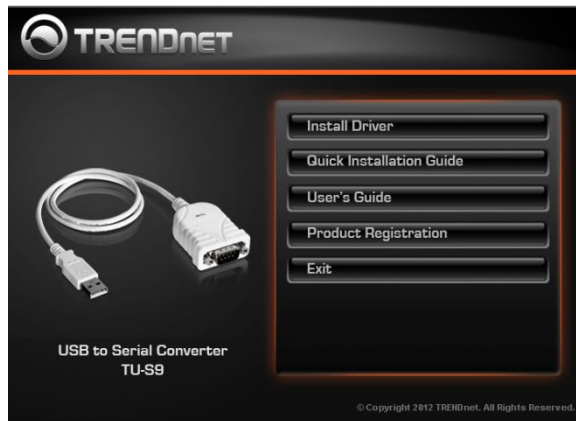 TRENDNET
Install Driver
Quick Installation Guide
User's Guide
Product Registration
Exit
USB to Serial Converter
TU-S9
© Copyright 2012 TRENDnet. All Rights Reserved.